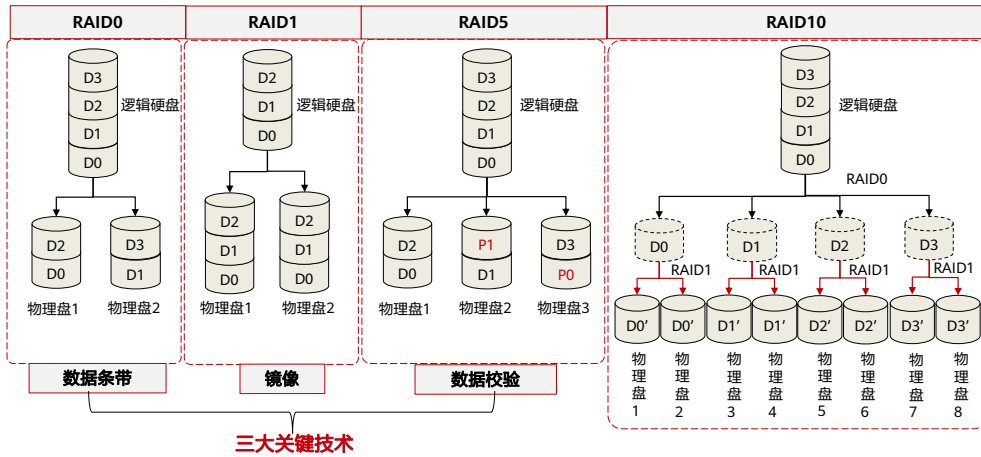 RAID0
RAID1
RAID5
RAID10
D3
D2
D1
D0
逻辑硬盘
D2
D0
D3
D1
物理盘1
物理盘2
数据条带
D2
D1
D0
逻辑硬盘
D2
D1
D0
D2
D1
D0
物理盘1
物理盘2
镜像
D3
D2
D1
D0
逻辑硬盘
D2
D0
P1
D1
D3
P0
物理盘1
物理盘2
物理盘3
数据校验
三大关键技术
D3
D2
D1
D0
逻辑硬盘
RAID0
D0
D1
D2
D3
RAID1
RAID1
RAID1
RAID1
D0’
D0’
D1’
D1’
D2’
D2’
D3’
D3’
物理盘1
物理盘2
物理盘3
物理盘4
物理盘5
物理盘6
物理盘7
物理盘8